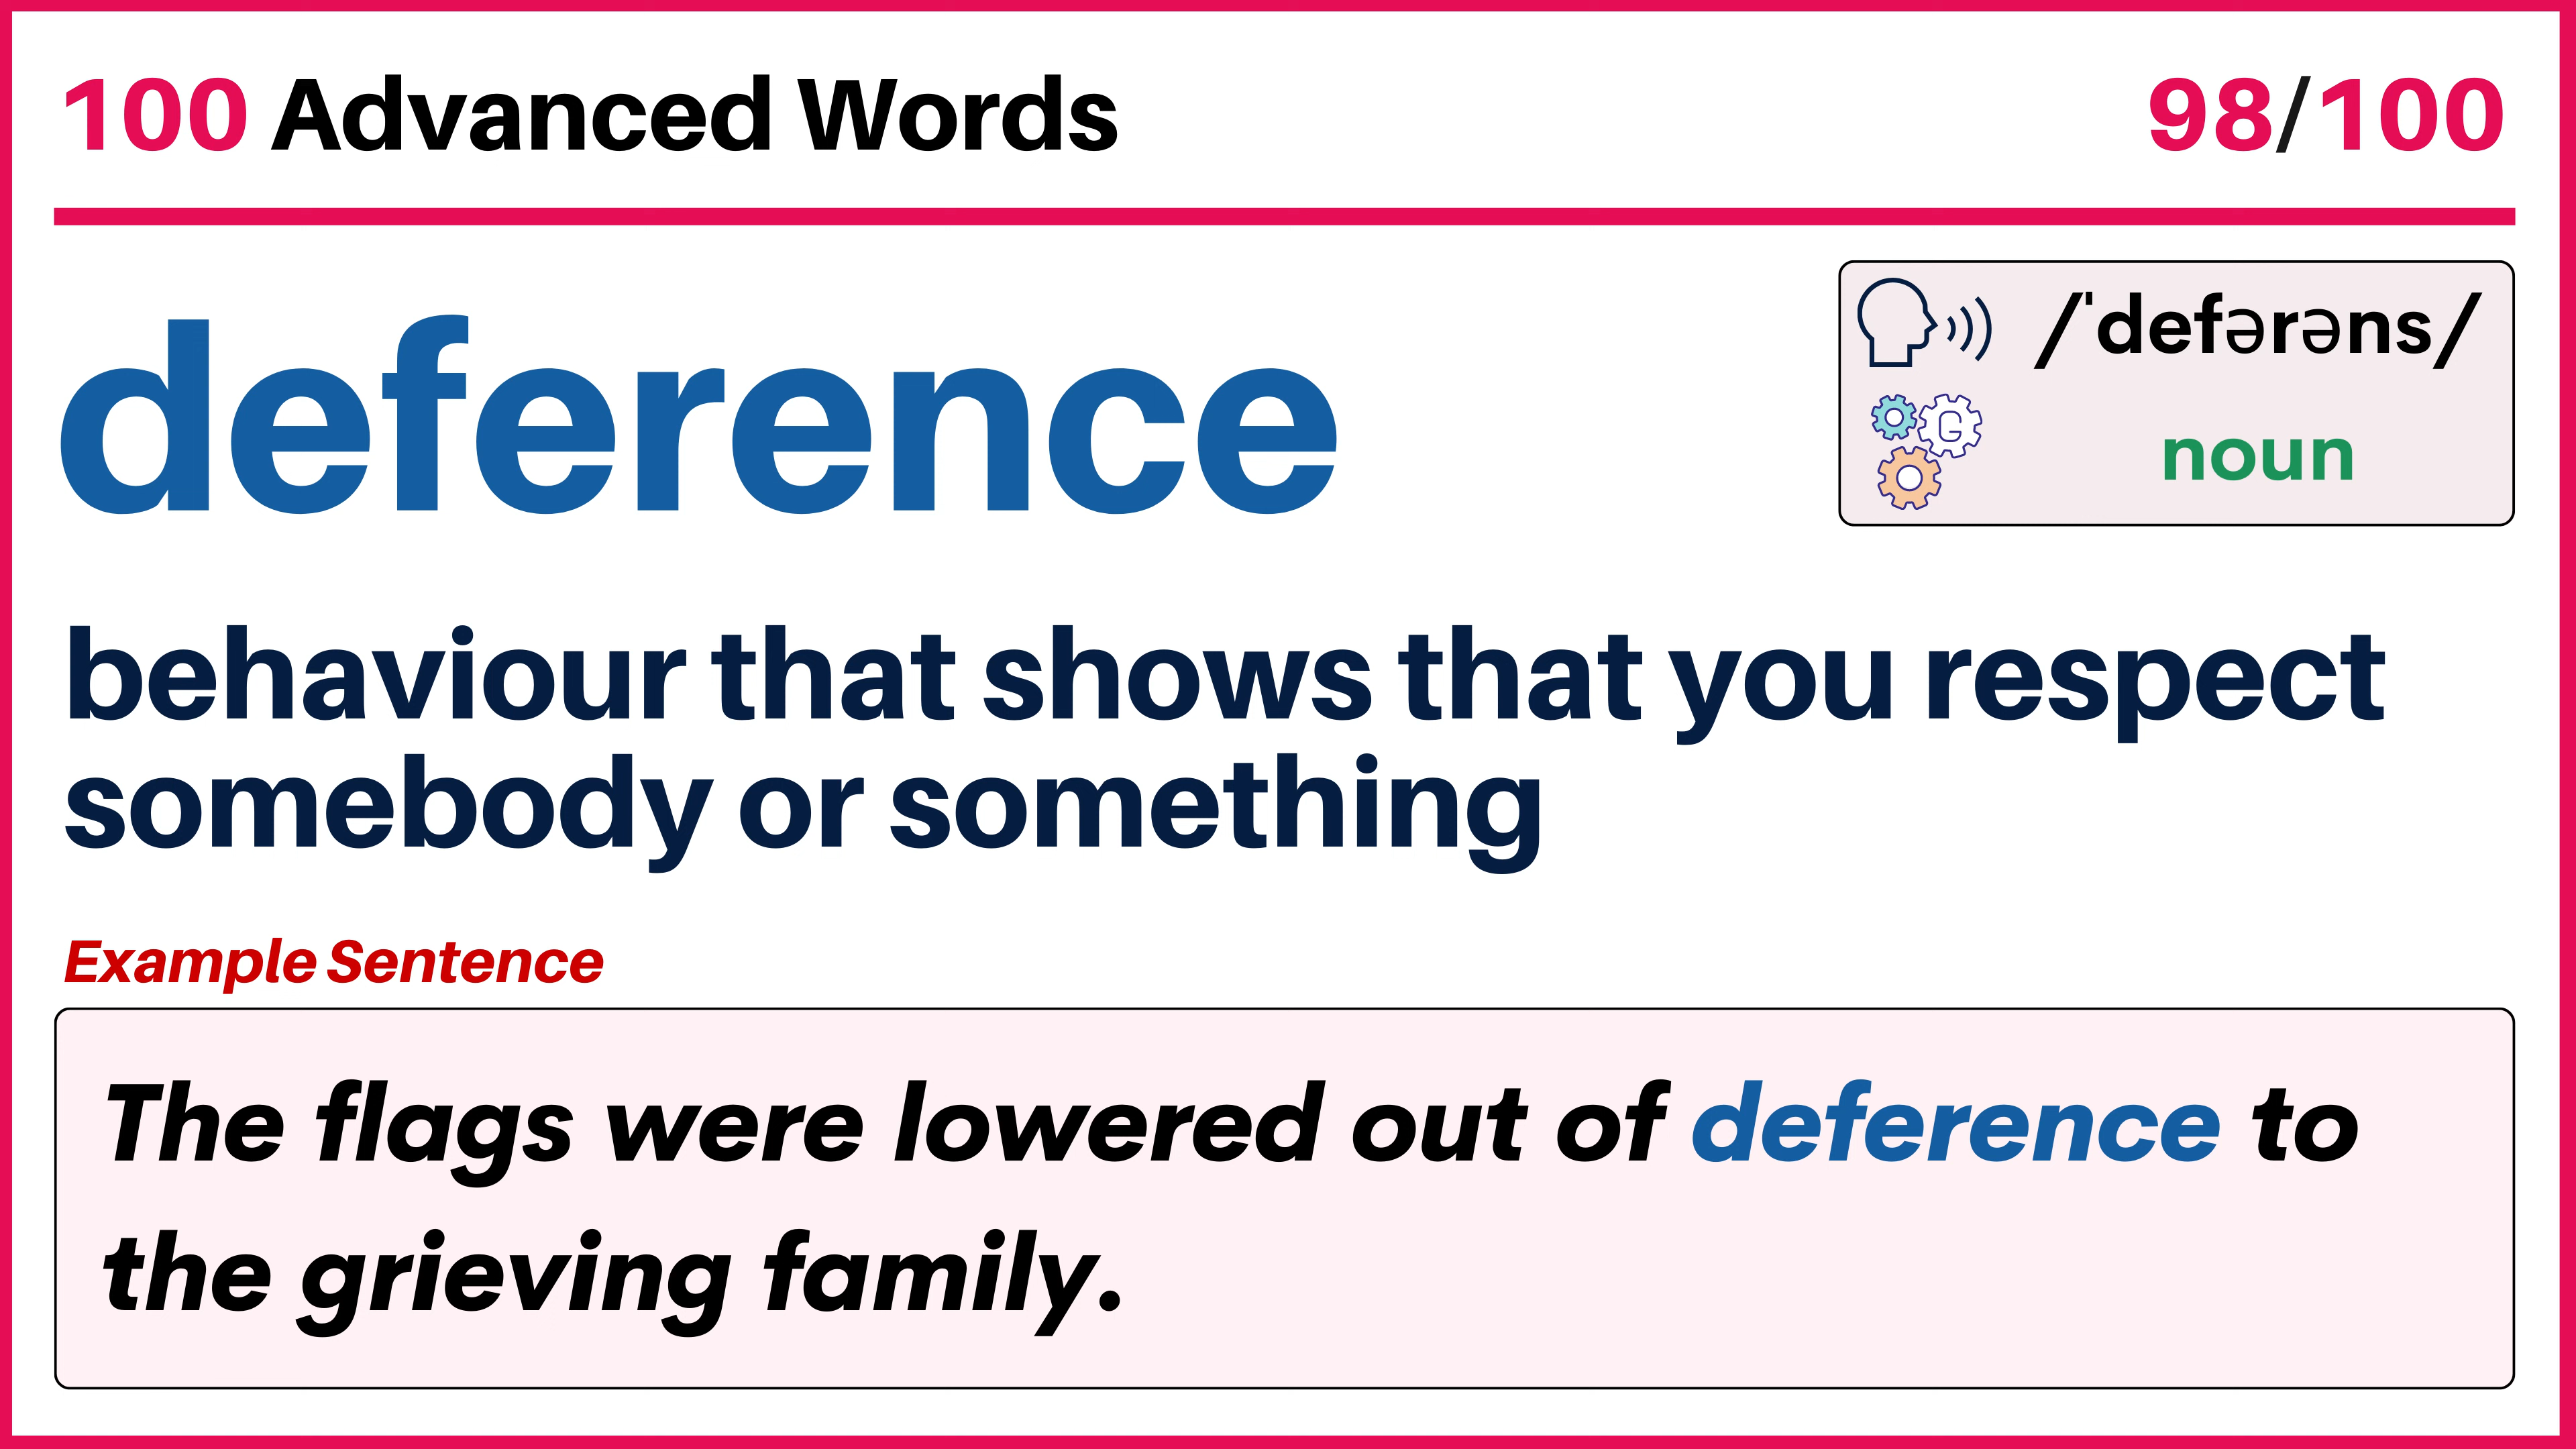 100 Advanced Words
98/100
deference
/ˈdefərəns/
G
noun
behaviour that shows that you respect
somebody or something
Example Sentence
The flags were lowered out of deference to
the grieving family.